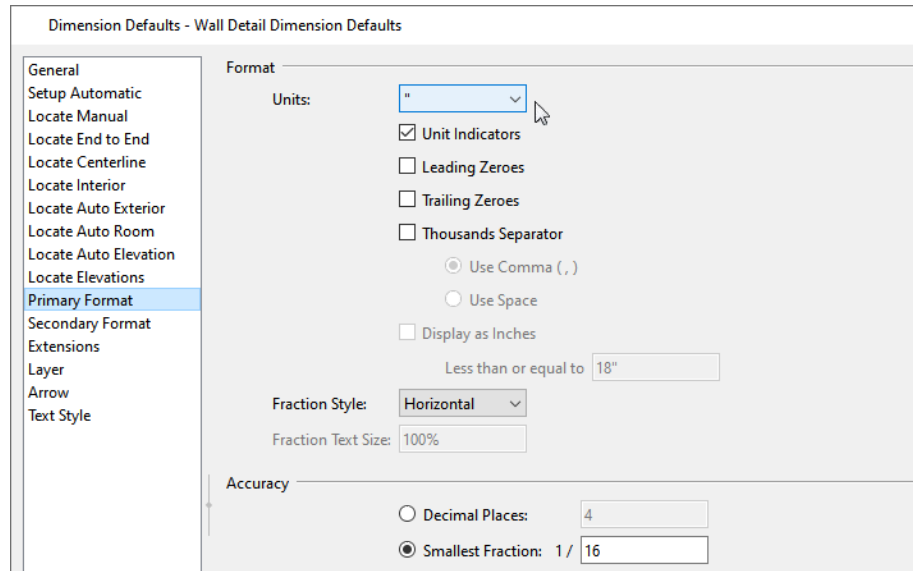 Dimension Defaults - Wall Detail Dimension Defaults
General
Setup Automatic
Locate Manual
Locate End to End
Locate Centerline
Locate Interior
Locate Auto Exterior
Locate Auto Room
Locate Auto Elevation
Locate Elevations
Primary Format
Secondary Format
Extensions
Layer
Arrow
Text Style
Format
Units: "
Unit Indicators
Leading Zeroes
Trailing Zeroes
Thousands Separator
Use Comma ( , )
Use Space
Display as Inches
Less than or equal to 18"
Fraction Style: Horizontal
Fraction Text Size: 100%
Accuracy
Decimal Places: 4
Smallest Fraction: 1 / 16